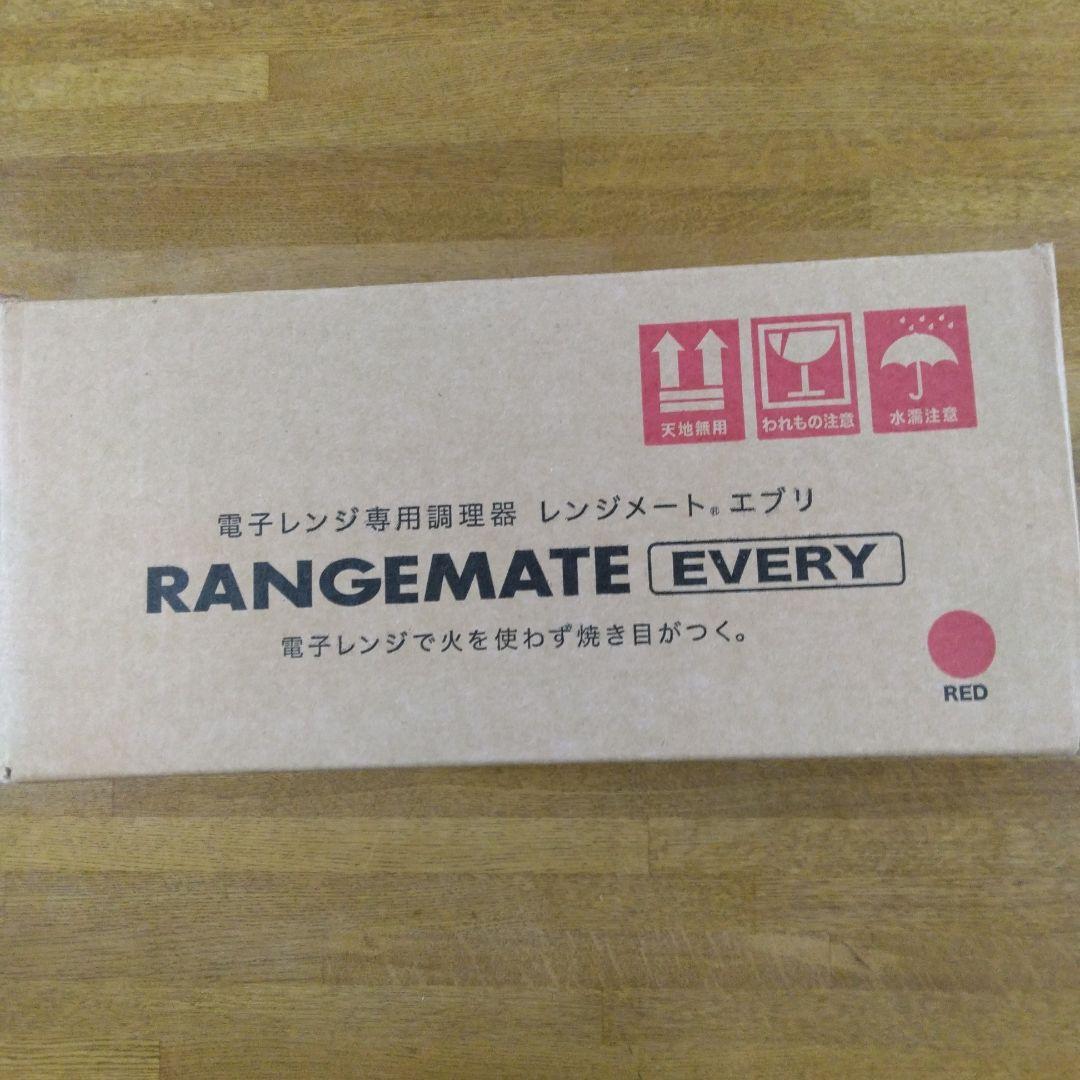 天地無用
われもの注意
水濡注意
電子レンジ専用調理器 レンジメート® エブリ
RANGEMATE EVERY
電子レンジで火を使わず焼き目がつく。
RED